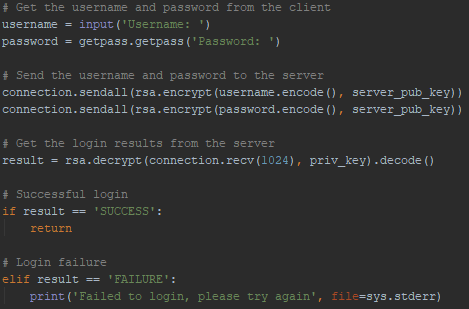 # Get the username and password from the client
username = input('Username: ')
password = getpass.getpass('Password: ')
# Send the username and password to the server
connection.sendall(rsa.encrypt(username.encode(), server_pub_key))
connection.sendall(rsa.encrypt(password.encode(), server_pub_key))
# Get the login results from the server
result = rsa.decrypt(connection.recv(1024), priv_key).decode()
# Successful login
if result == 'SUCCESS':
    return
# Login failure
elif result == 'FAILURE':
    print('Failed to login, please try again', file=sys.stderr)